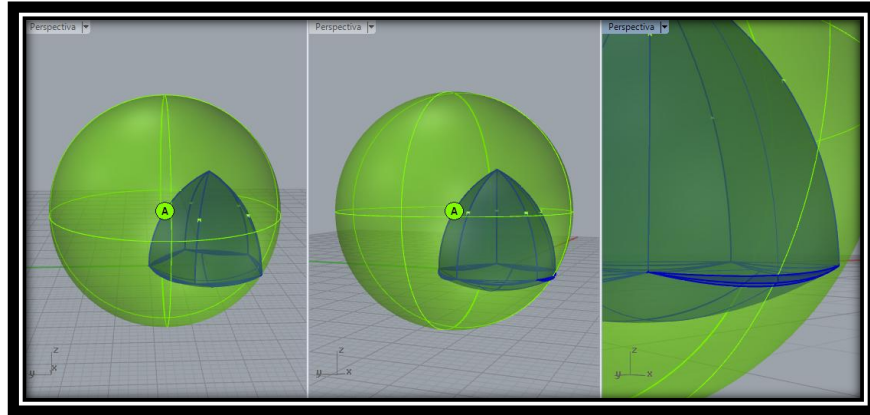 Perspectiva
Perspectiva
Perspectiva
A
A
z
y x
z
y x
z
y x